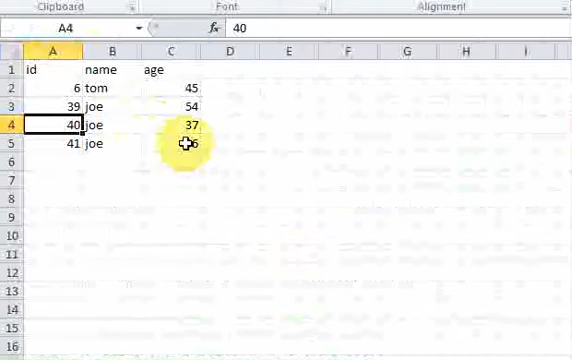 Clipboard Font Alignment
A4 fx 40
A B C D E F G H I
1 id name age
2 6 tom 45
3 39 joe 54
4 40 joe 37
5 41 joe
6
7
8
9
10
11
12
13
14
15
16